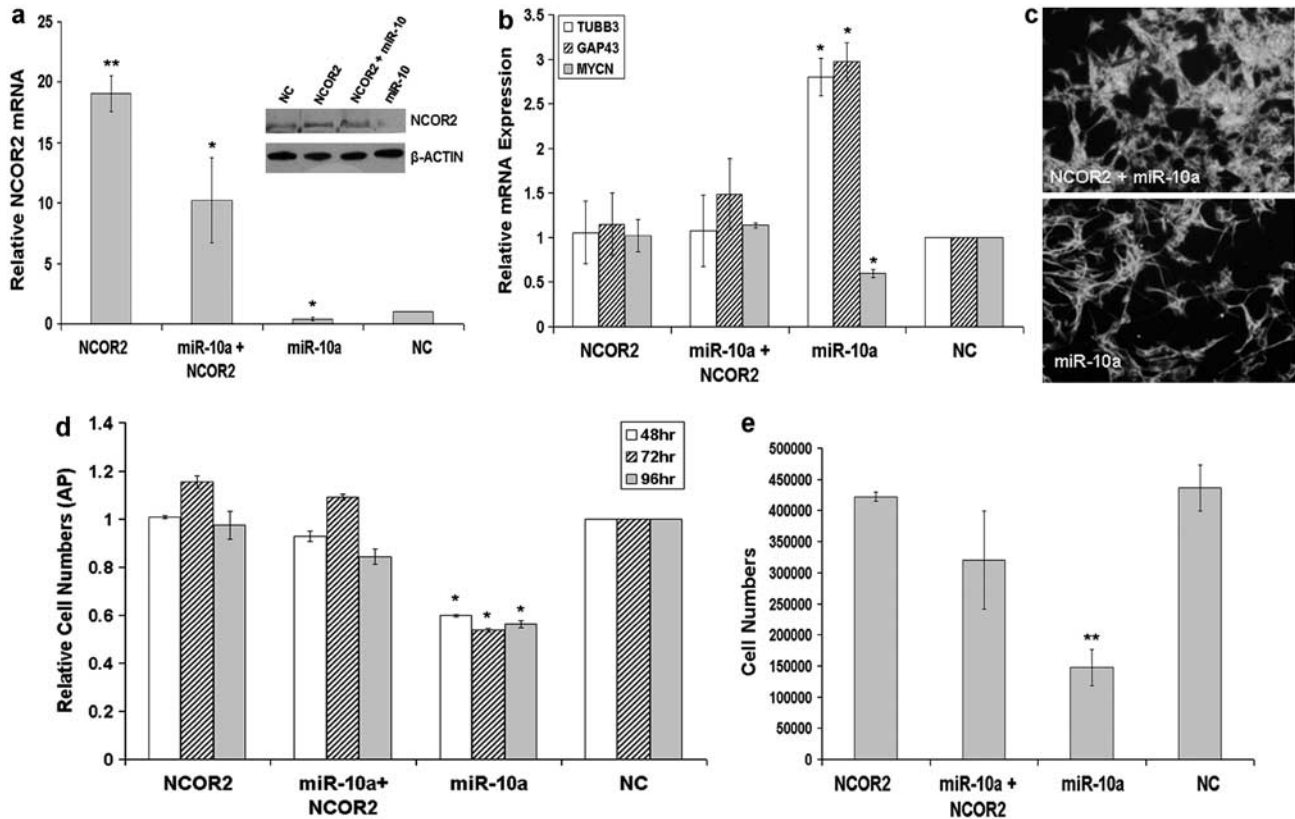 a
Relative NCOR2 mRNA
25
20
15
10
5
0
**
*
*
NCOR2
miR-10a +
NCOR2
miR-10a
NC
NC
NCOR2
NCOR2 + miR-10
miR-10
NCOR2
β-ACTIN
b
Relative mRNA Expression
3.5
3
2.5
2
1.5
1
0.5
0
TUBB3
GAP43
MYCN
*
*
*
NCOR2
miR-10a +
NCOR2
miR-10a
NC
c
NCOR2 + miR-10a
miR-10a
d
Relative Cell Numbers (AP)
1.4
1.2
1
0.8
0.6
0.4
0.2
0
48hr
72hr
96hr
*
*
*
NCOR2
miR-10a+
NCOR2
miR-10a
NC
e
Cell Numbers
500000
450000
400000
350000
300000
250000
200000
150000
100000
50000
0
**
NCOR2
miR-10a +
NCOR2
miR-10a
NC